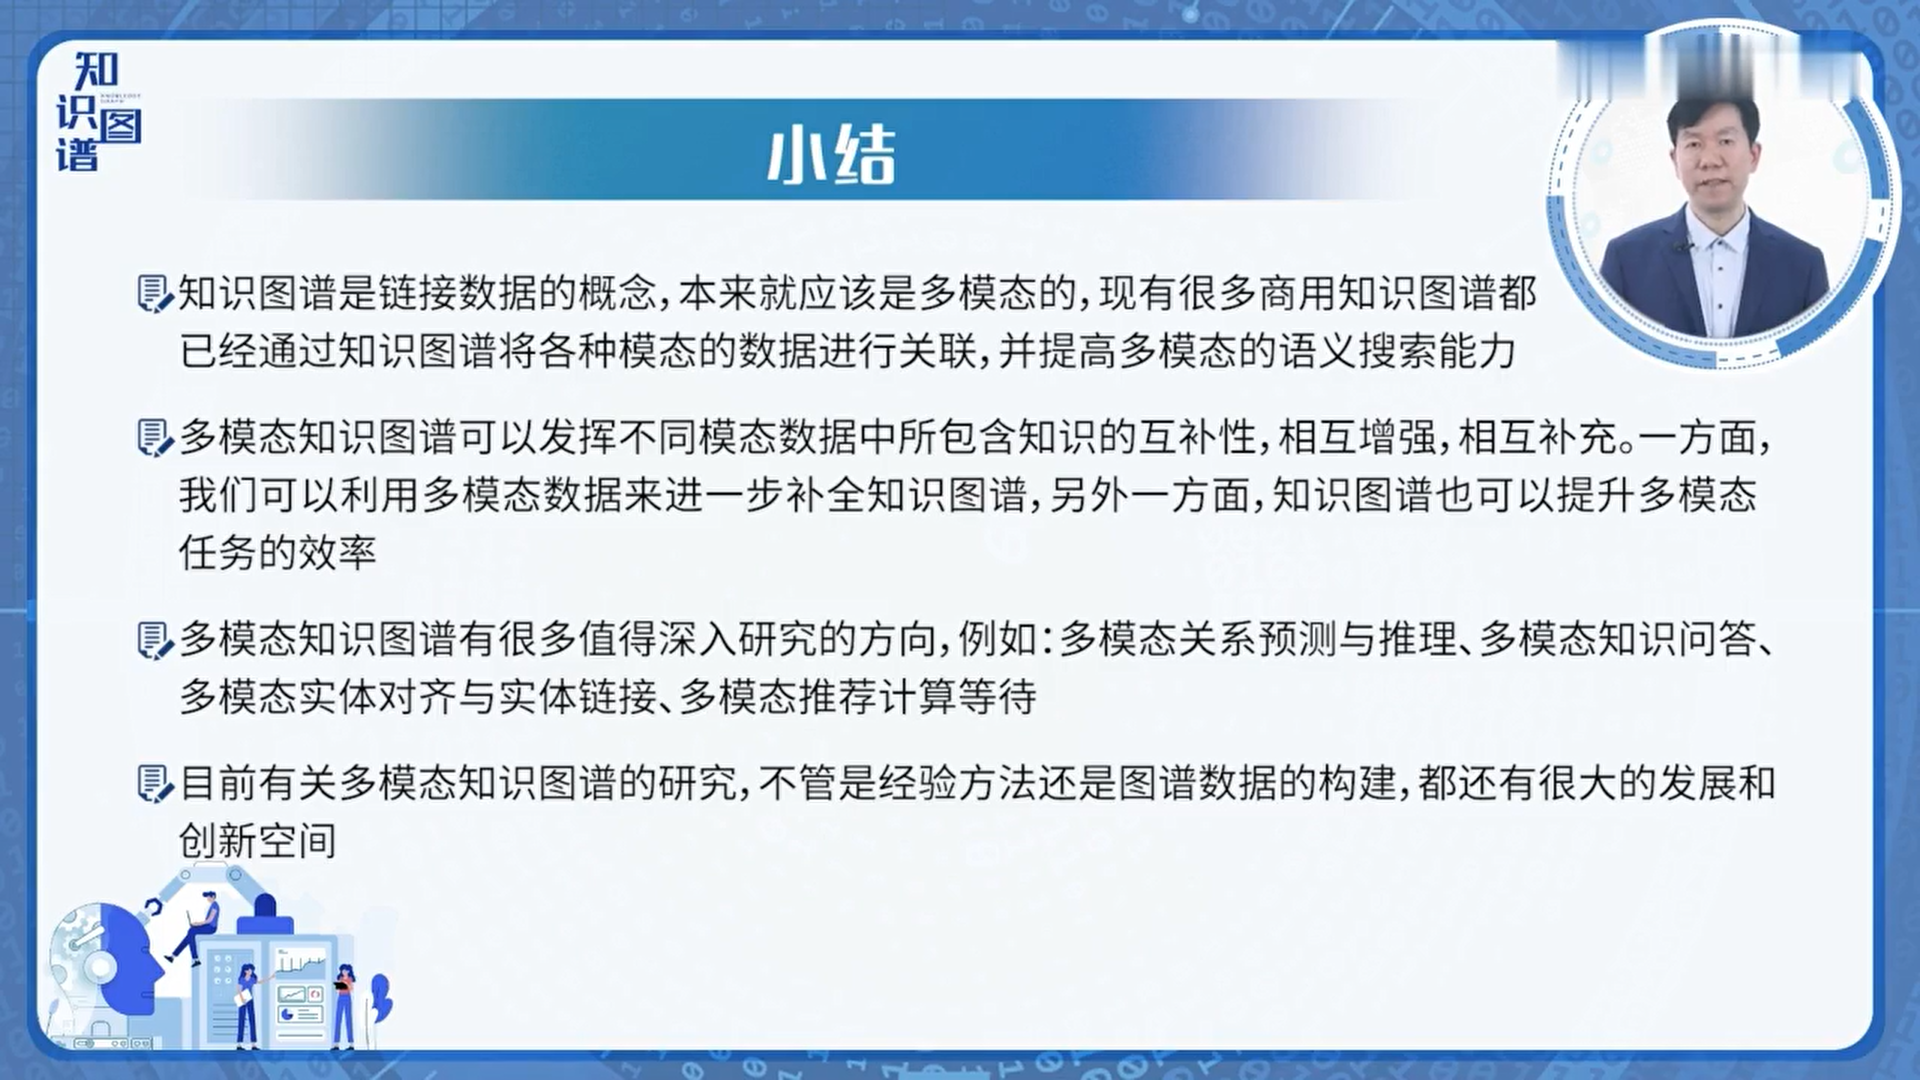 知
识图
谱
KNOWLEDGE
GRAPH
小结
知识图谱是链接数据的概念，本来就应该是多模态的，现有很多商用知识图谱都
已经通过知识图谱将各种模态的数据进行关联，并提高多模态的语义搜索能力
多模态知识图谱可以发挥不同模态数据中所包含知识的互补性，相互增强，相互补充。一方面，
我们可以利用多模态数据来进一步补全知识图谱，另外一方面，知识图谱也可以提升多模态
任务的效率
多模态知识图谱有很多值得深入研究的方向，例如：多模态关系预测与推理、多模态知识问答、
多模态实体对齐与实体链接、多模态推荐计算等待
目前有关多模态知识图谱的研究，不管是经验方法还是图谱数据的构建，都还有很大的发展和
创新空间